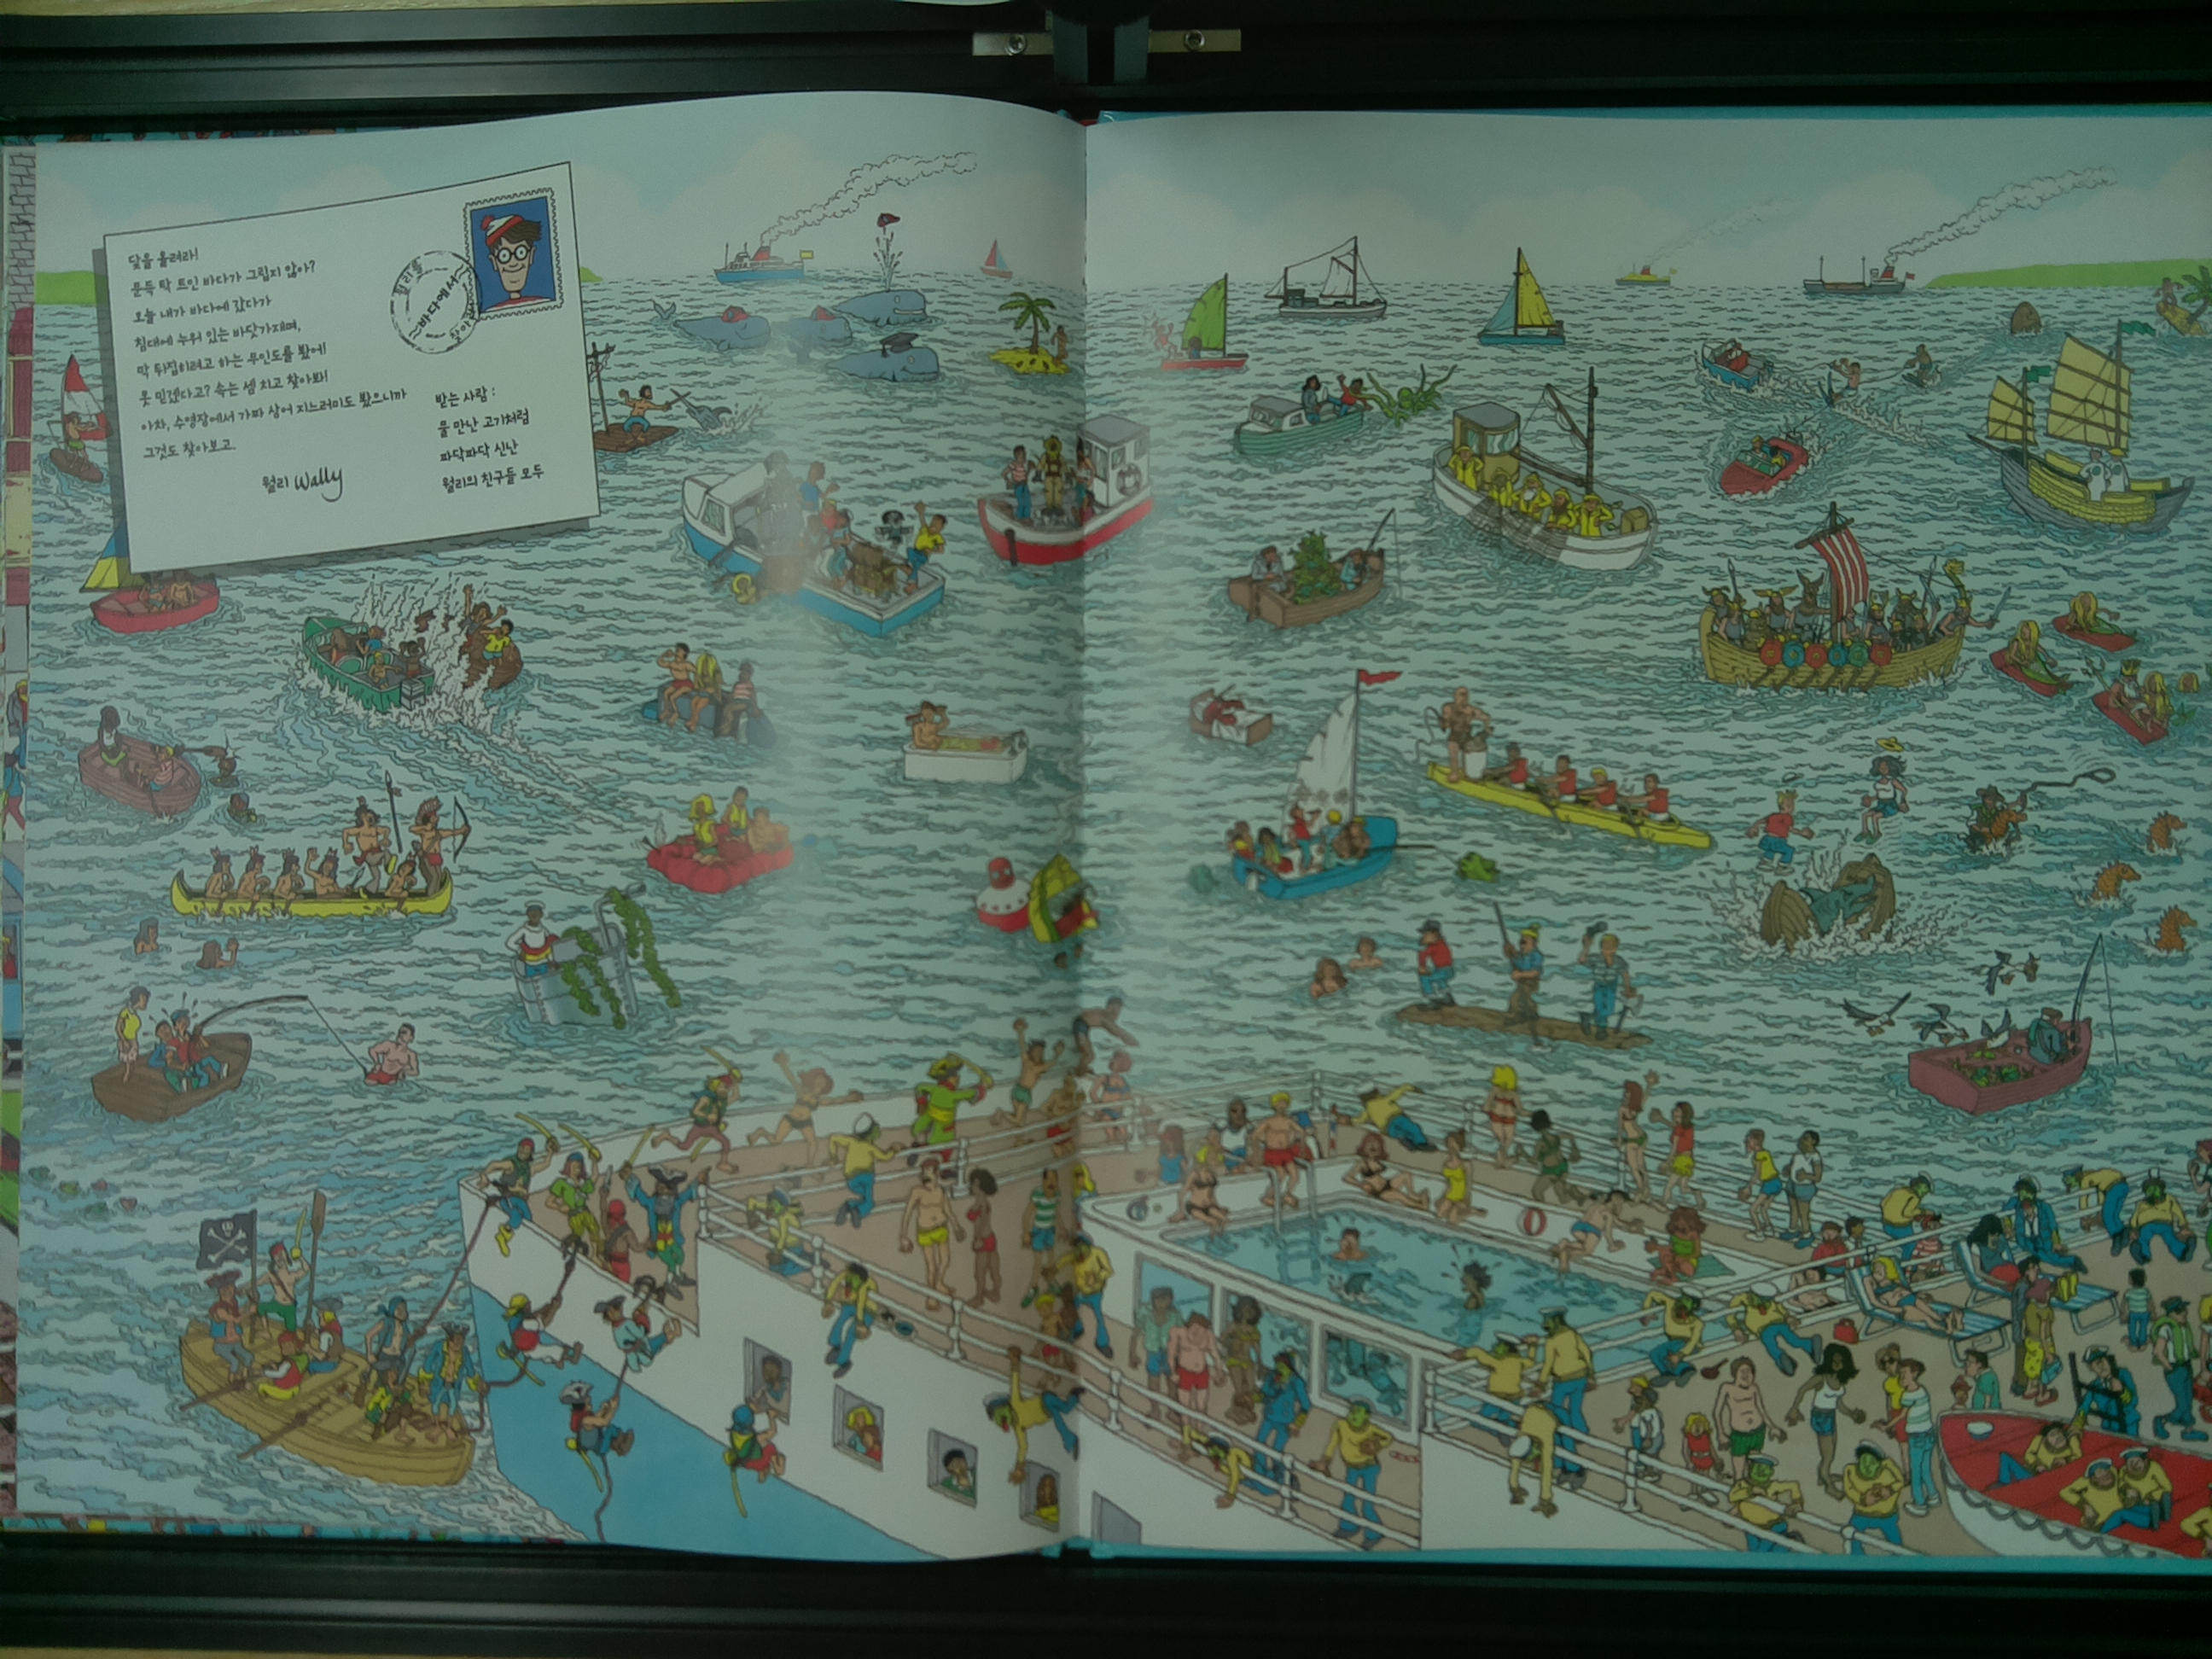 닻을 올려라!
문득 탁 트인 바다가 그립지 않아?
오늘 내가 바다에 갔다가
침대에 누워 있는 바닷가재며,
막 뒤집히려고 하는 무인도를 봤어!
못 믿겠다고? 속는 셈 치고 찾아봐!
아차, 수영장에서 가짜 상어 지느러미도 봤으니까
그것도 찾아보고.
월리 Wally
월리를
바다에서
찾아라
받는 사람 :
물 만난 고기처럼
파닥파닥 신난
월리의 친구들 모두